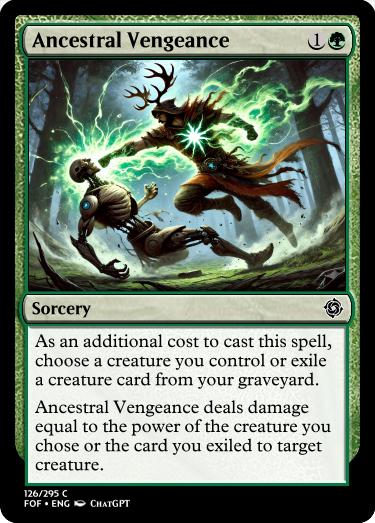 Ancestral Vengeance 1
Sorcery
As an additional cost to cast this spell,
choose a creature you control or exile
a creature card from your graveyard.
Ancestral Vengeance deals damage
equal to the power of the creature you
chose or the card you exiled to target
creature.
126/295 C
FOF • ENG ChatGPT